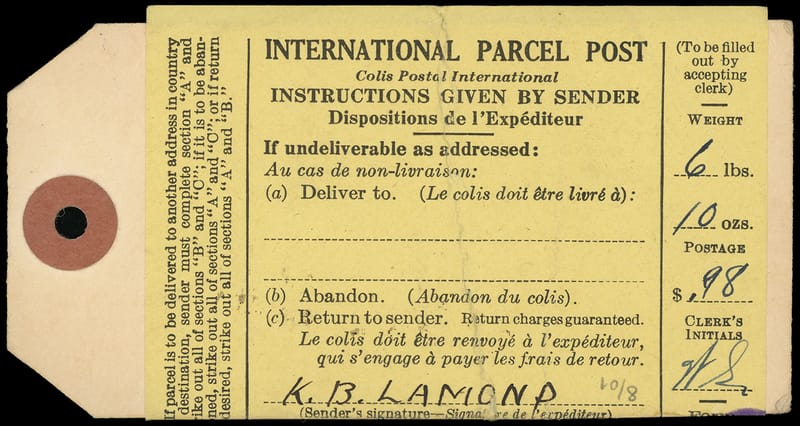 INTERNATIONAL PARCEL POST
Colis Postal International
INSTRUCTIONS GIVEN BY SENDER
Dispositions de l'Expéditeur
If undeliverable as addressed:
Au cas de non-livraison:
(a) Deliver to. (Le colis doit être livré à):
(b) Abandon. (Abandon du colis).
(c) Return to sender. Return charges guaranteed.
Le colis doit être renvoyé à l'expéditeur,
qui s'engage à payer les frais de retour.
K. B. LAMOND
10/8
(Sender's signature—Signature de l'expéditeur)
(To be filled
out by
accepting
clerk)
WEIGHT
6 lbs.
10 ozs.
POSTAGE
$ .98
CLERK'S
INITIALS
If parcel is to be delivered to another address in country
destination, sender must complete section "A" and
rike out all of sections "B" and "C"; if it is to be aban-
ned, strike out all of sections "A" and "C"; or if return
desired, strike out all of sections "A" and "B."